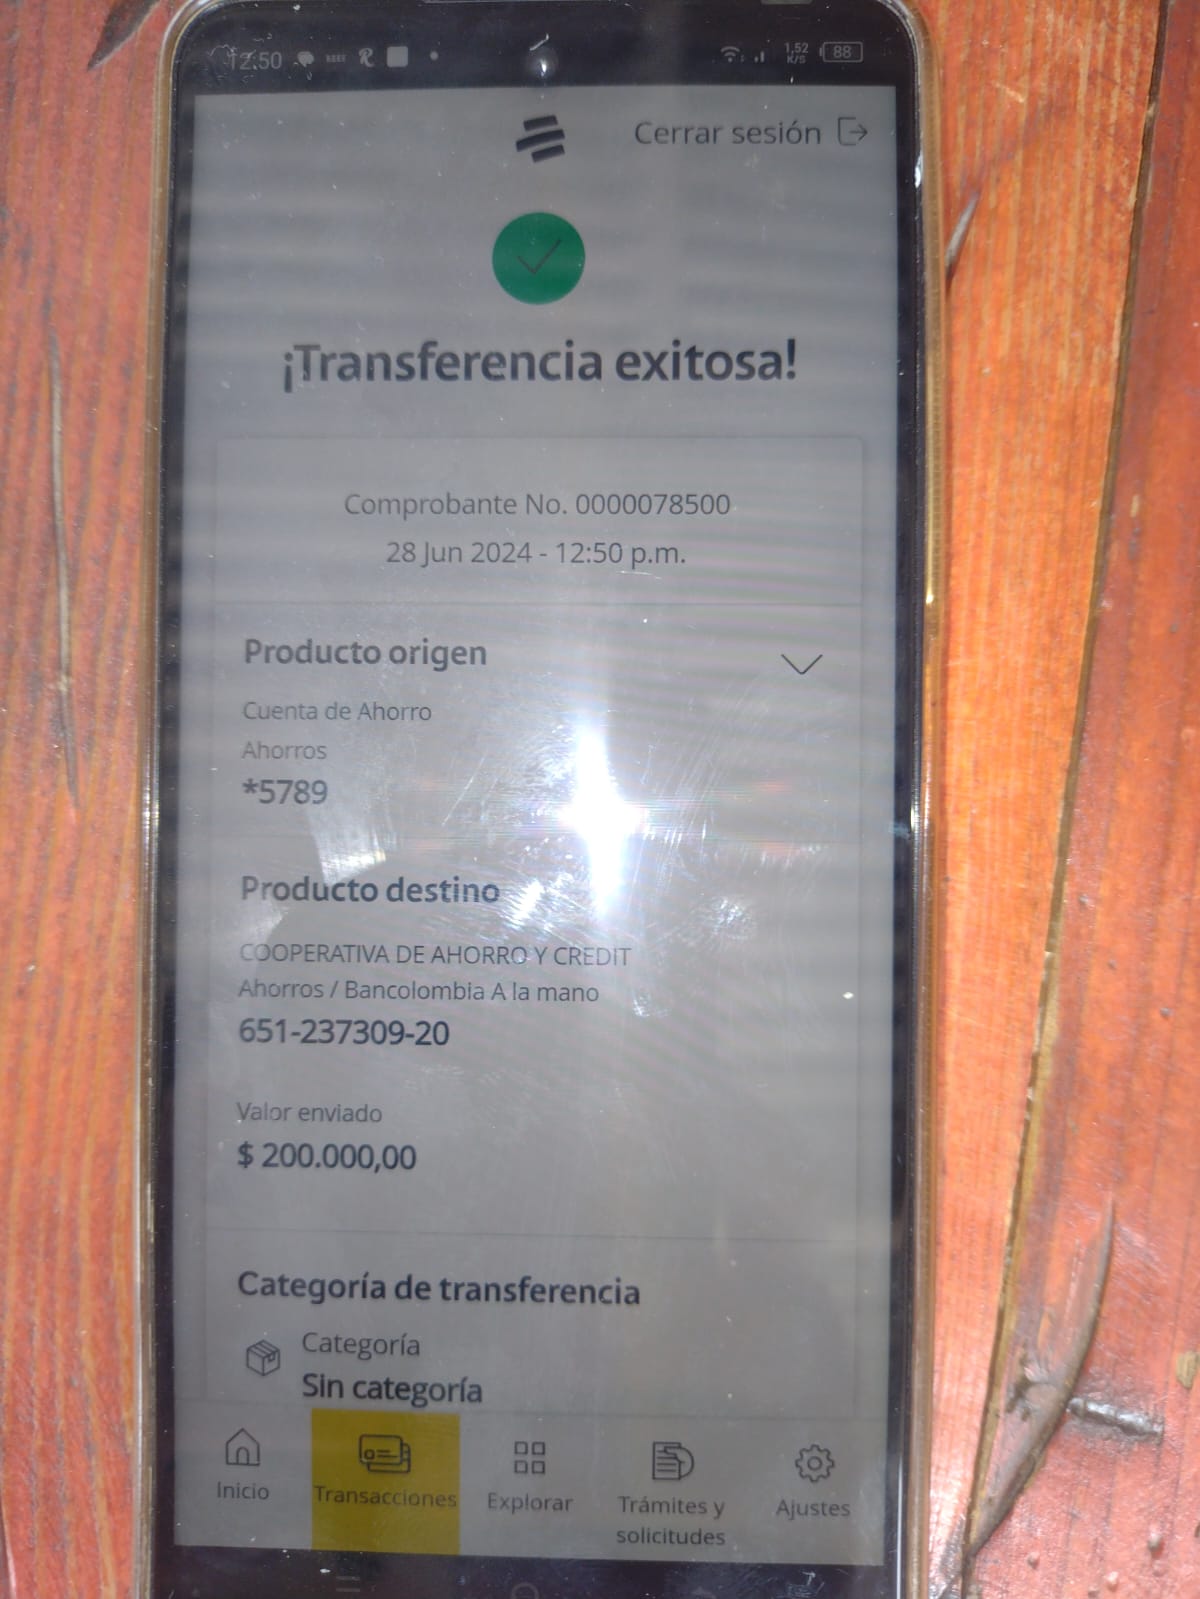 12:50
1,52
K/S
88
Cerrar sesión
¡Transferencia exitosa!
Comprobante No. 0000078500
28 Jun 2024 - 12:50 p.m.
Producto origen
Cuenta de Ahorro
Ahorros
*5789
Producto destino
COOPERATIVA DE AHORRO Y CREDIT
Ahorros / Bancolombia A la mano
651-237309-20
Valor enviado
$ 200.000,00
Categoría de transferencia
Categoría
Sin categoría
Inicio
Transacciones
Explorar
Trámites y
solicitudes
Ajustes